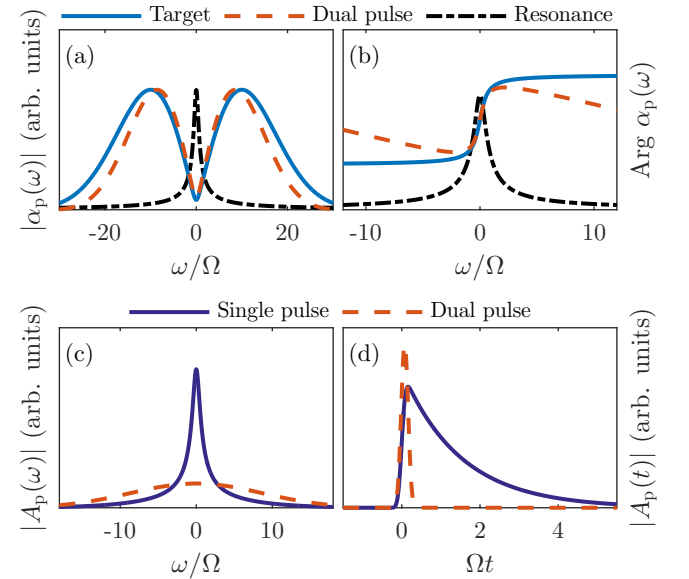 Target Dual pulse Resonance
(a) (b)
|αp(ω)| (arb. units)
Arg αp(ω)
-20 0 20 -10 0 10
ω/Ω ω/Ω
Single pulse Dual pulse
(c) (d)
|Ap(ω)| (arb. units)
|Ap(t)| (arb. units)
-10 0 10 0 2 4
ω/Ω Ωt